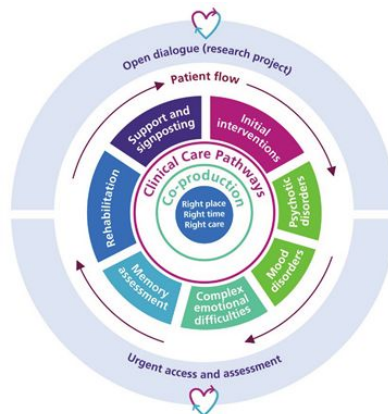 Open dialogue (research project)
Patient flow
Support and
signposting
Initial
interventions
Psychotic
disorders
Mood
disorders
Complex
emotional
difficulties
Memory
assessment
Rehabilitation
Clinical Care Pathways
Co-production
Right place
Right time
Right care
Urgent access and assessment